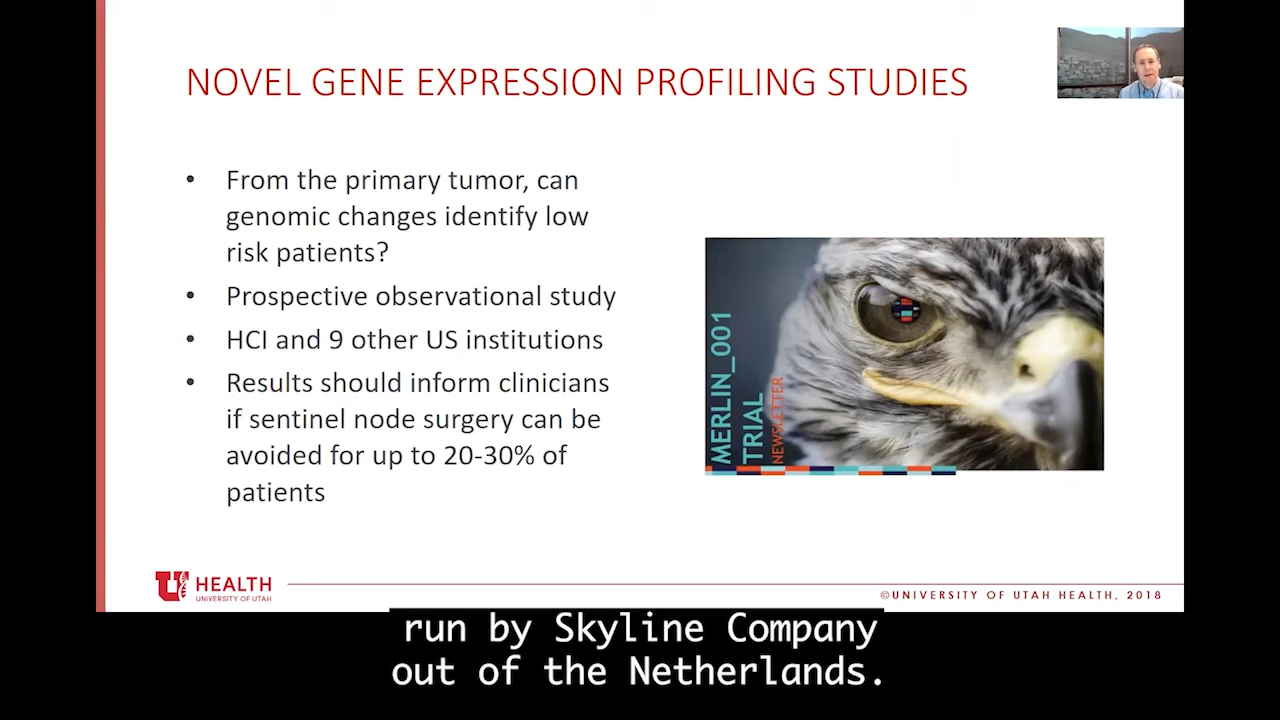 NOVEL GENE EXPRESSION PROFILING STUDIES
• From the primary tumor, can
genomic changes identify low
risk patients?
• Prospective observational study
• HCI and 9 other US institutions
• Results should inform clinicians
if sentinel node surgery can be
avoided for up to 20-30% of
patients
MERLIN_001
TRIAL
NEWSLETTER
U HEALTH
UNIVERSITY OF UTAH
©UNIVERSITY OF UTAH HEALTH, 2018
run by Skyline Company
out of the Netherlands.